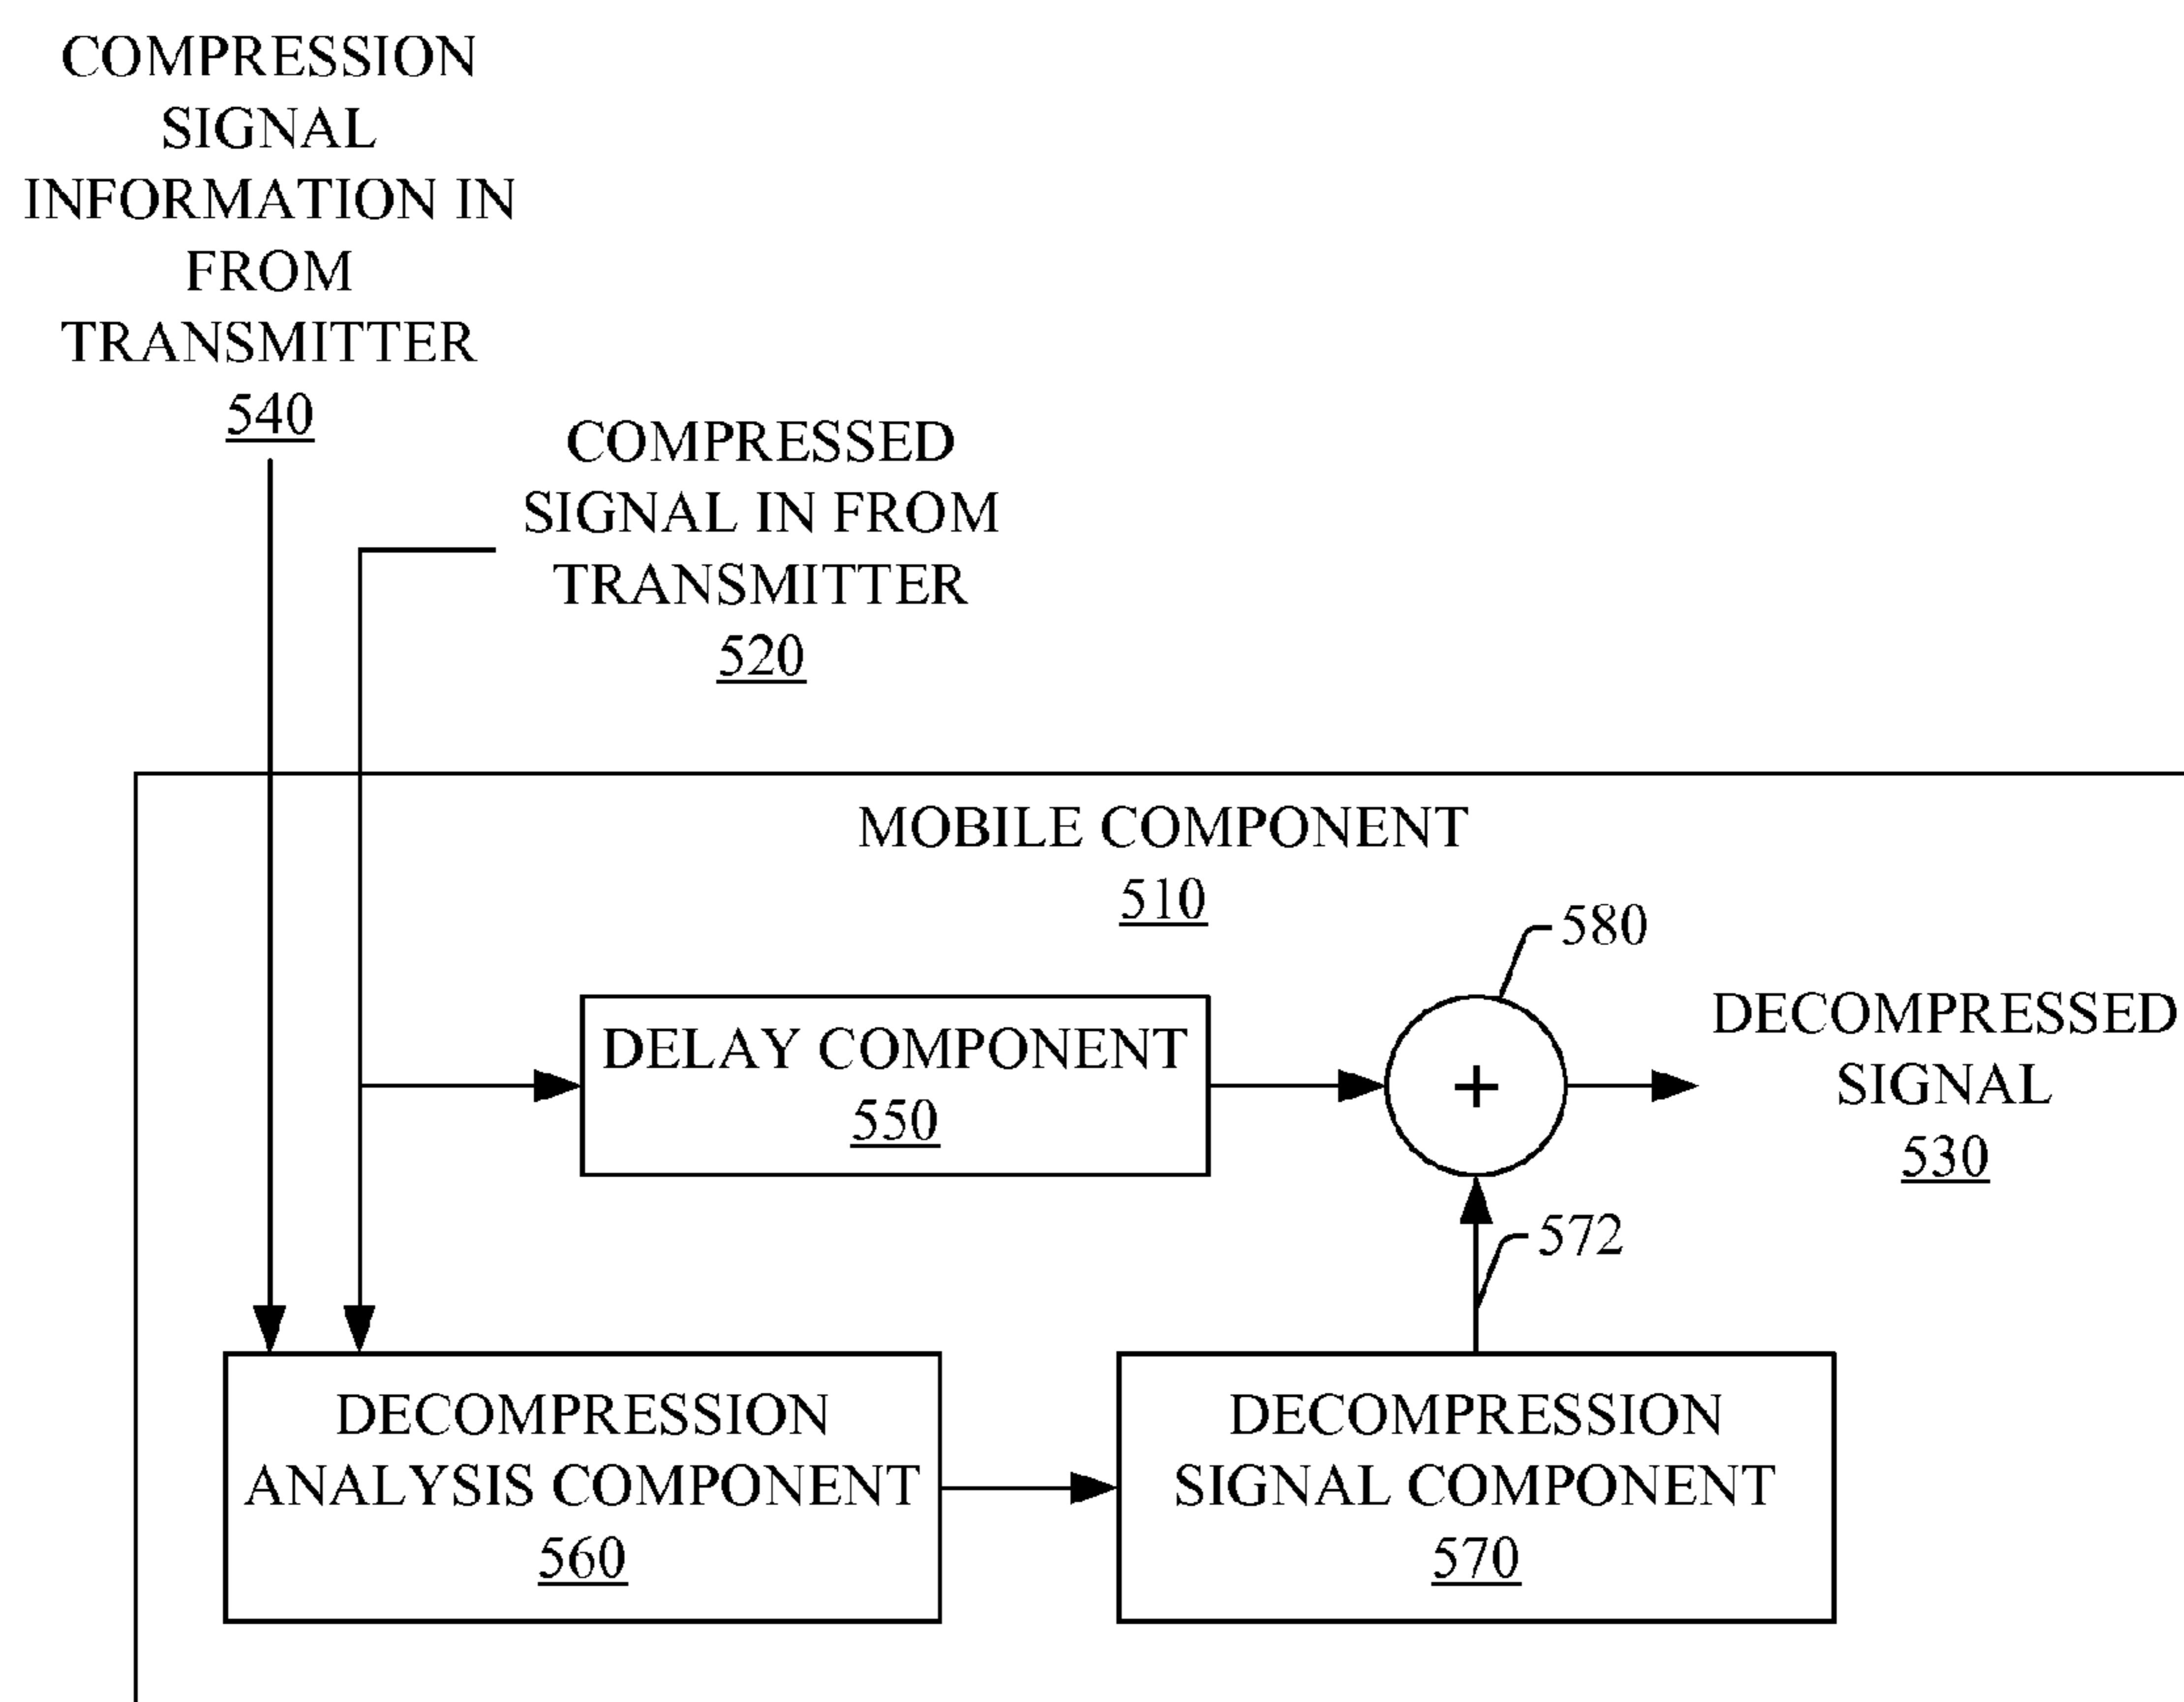 COMPRESSION
SIGNAL
INFORMATION IN
FROM
TRANSMITTER
540
COMPRESSED
SIGNAL IN FROM
TRANSMITTER
520
MOBILE COMPONENT
510
580
DELAY COMPONENT
550
+
DECOMPRESSED
SIGNAL
530
572
DECOMPRESSION
ANALYSIS COMPONENT
560
DECOMPRESSION
SIGNAL COMPONENT
570